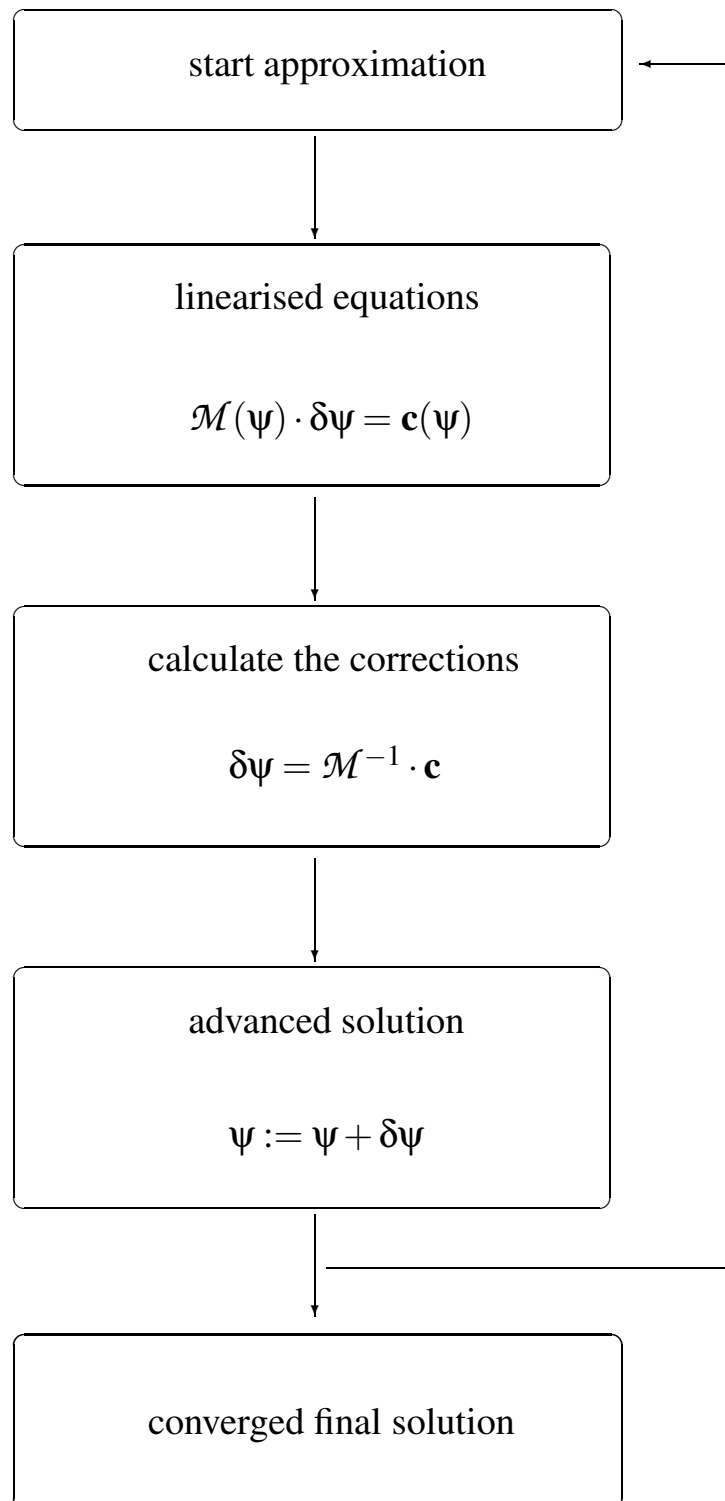 start approximation
linearised equations
ℳ(ψ) · δψ = c(ψ)
calculate the corrections
δψ = ℳ⁻¹ · c
advanced solution
ψ := ψ + δψ
converged final solution